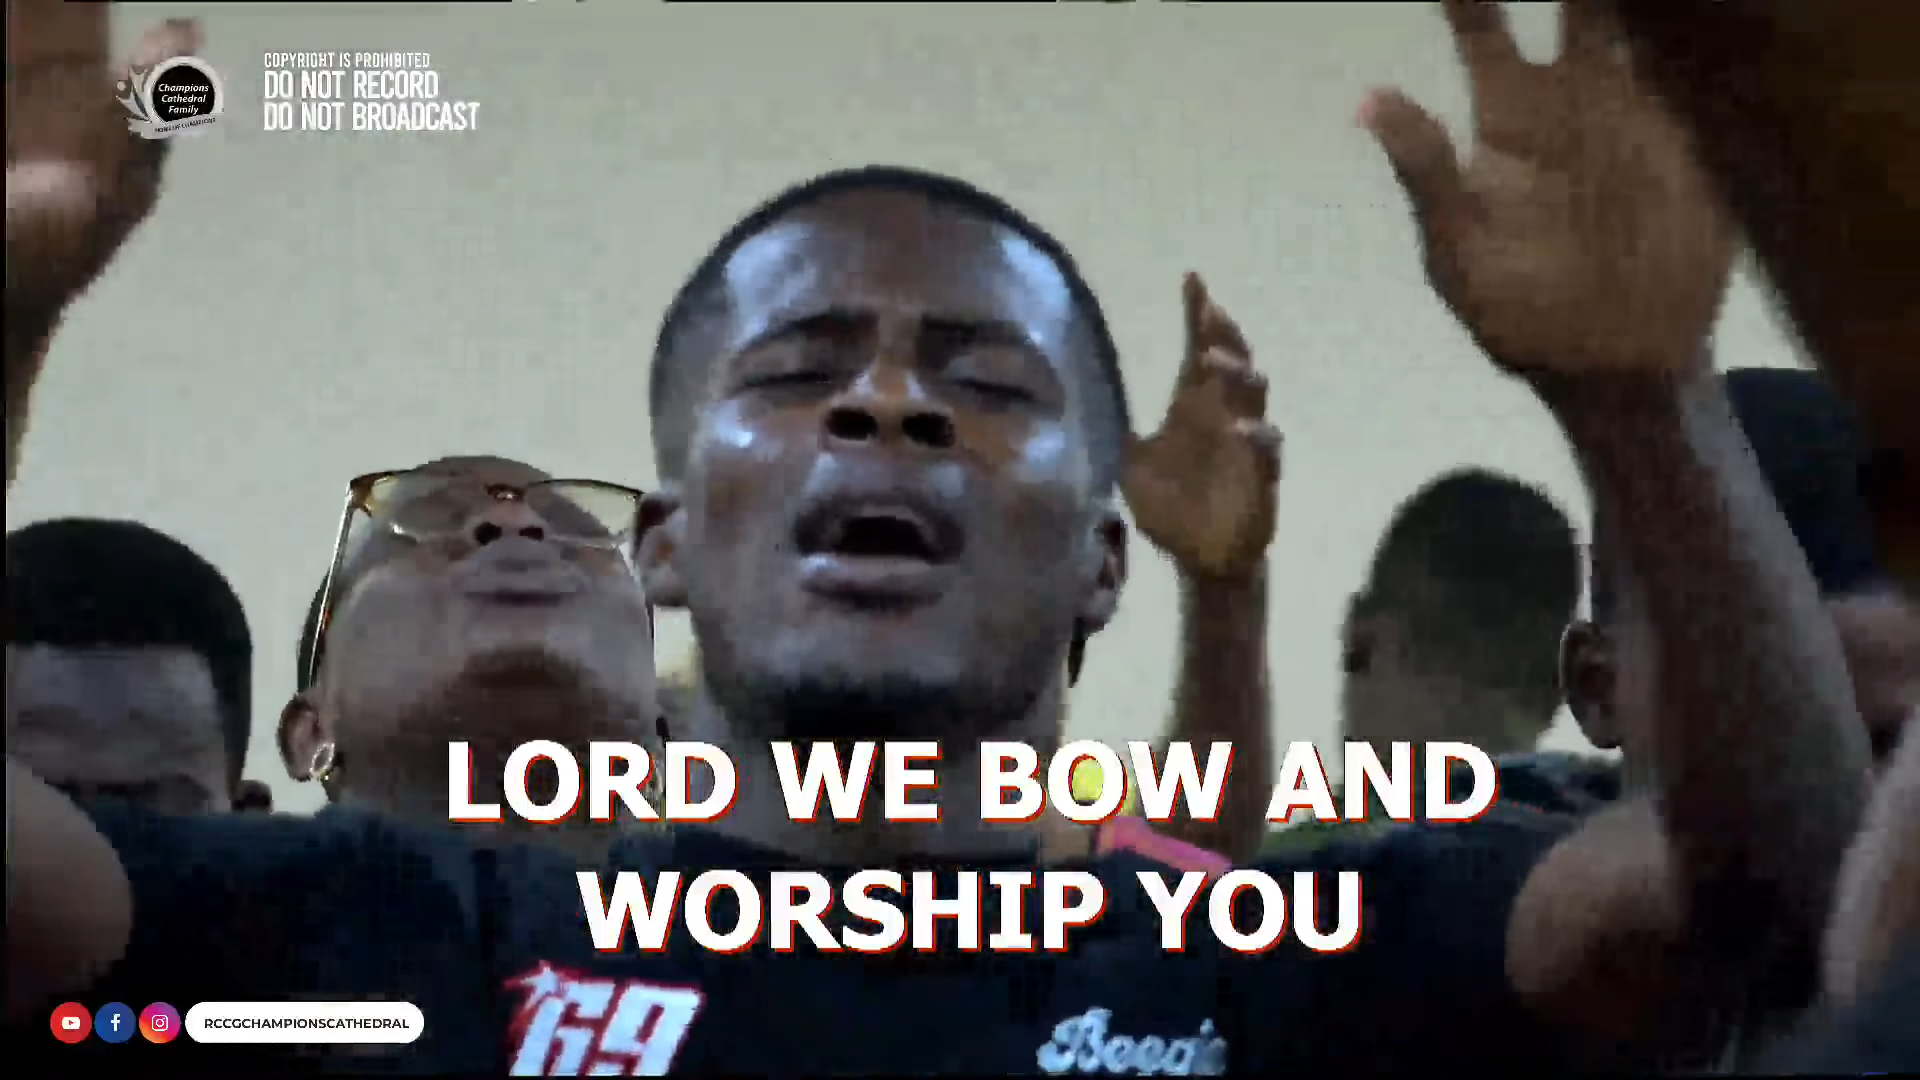 Champions
Cathedral
Family
COPYRIGHT IS PROHIBITED
DO NOT RECORD
DO NOT BROADCAST
LORD WE BOW AND
WORSHIP YOU
69
RCCGCHAMPIONSCATHEDRAL